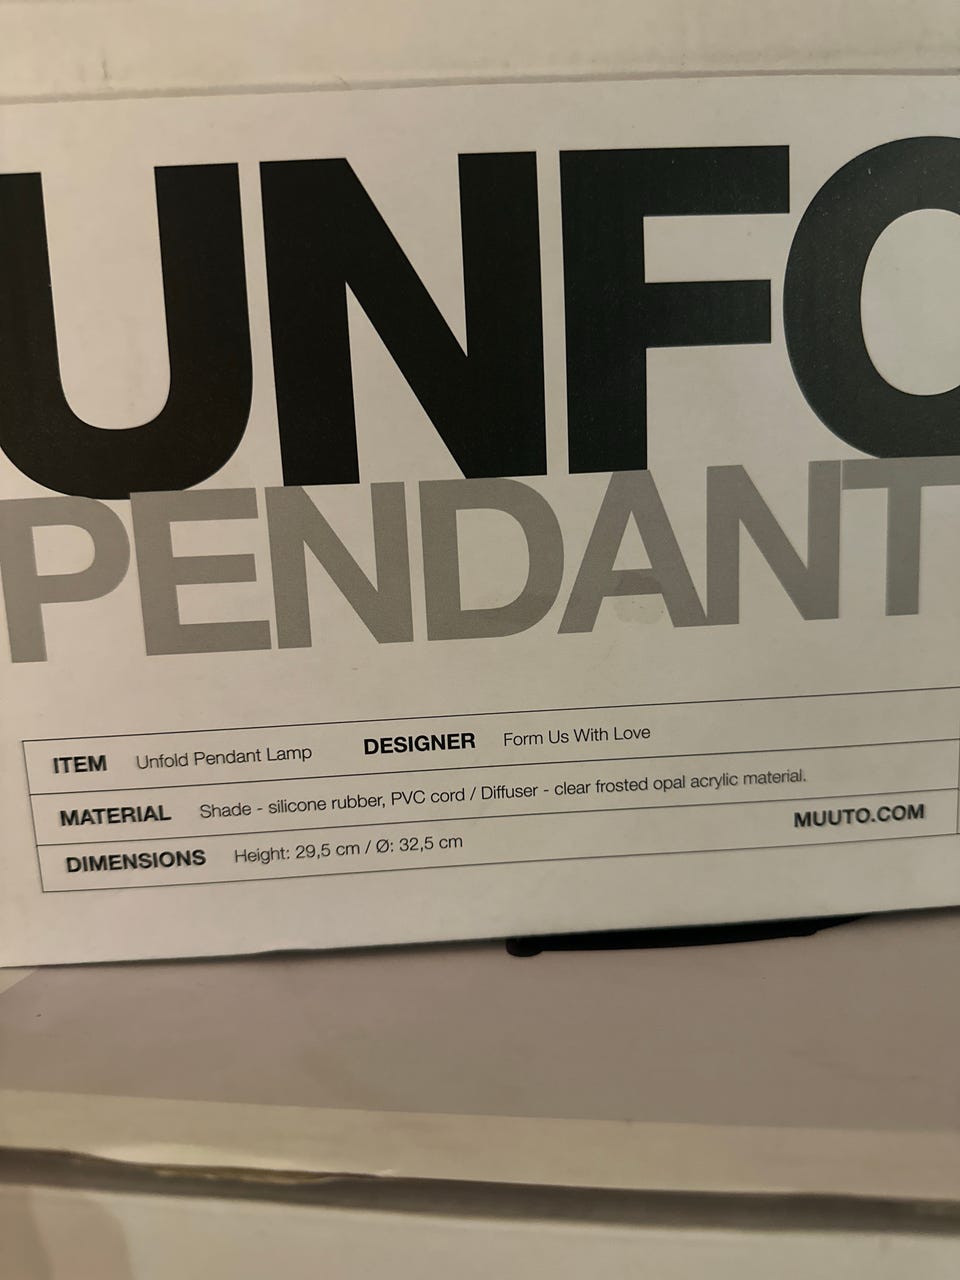 UNFO
PENDANT
ITEM Unfold Pendant Lamp DESIGNER Form Us With Love
MATERIAL Shade - silicone rubber, PVC cord / Diffuser - clear frosted opal acrylic material.
DIMENSIONS Height: 29,5 cm / Ø: 32,5 cm MUUTO.COM